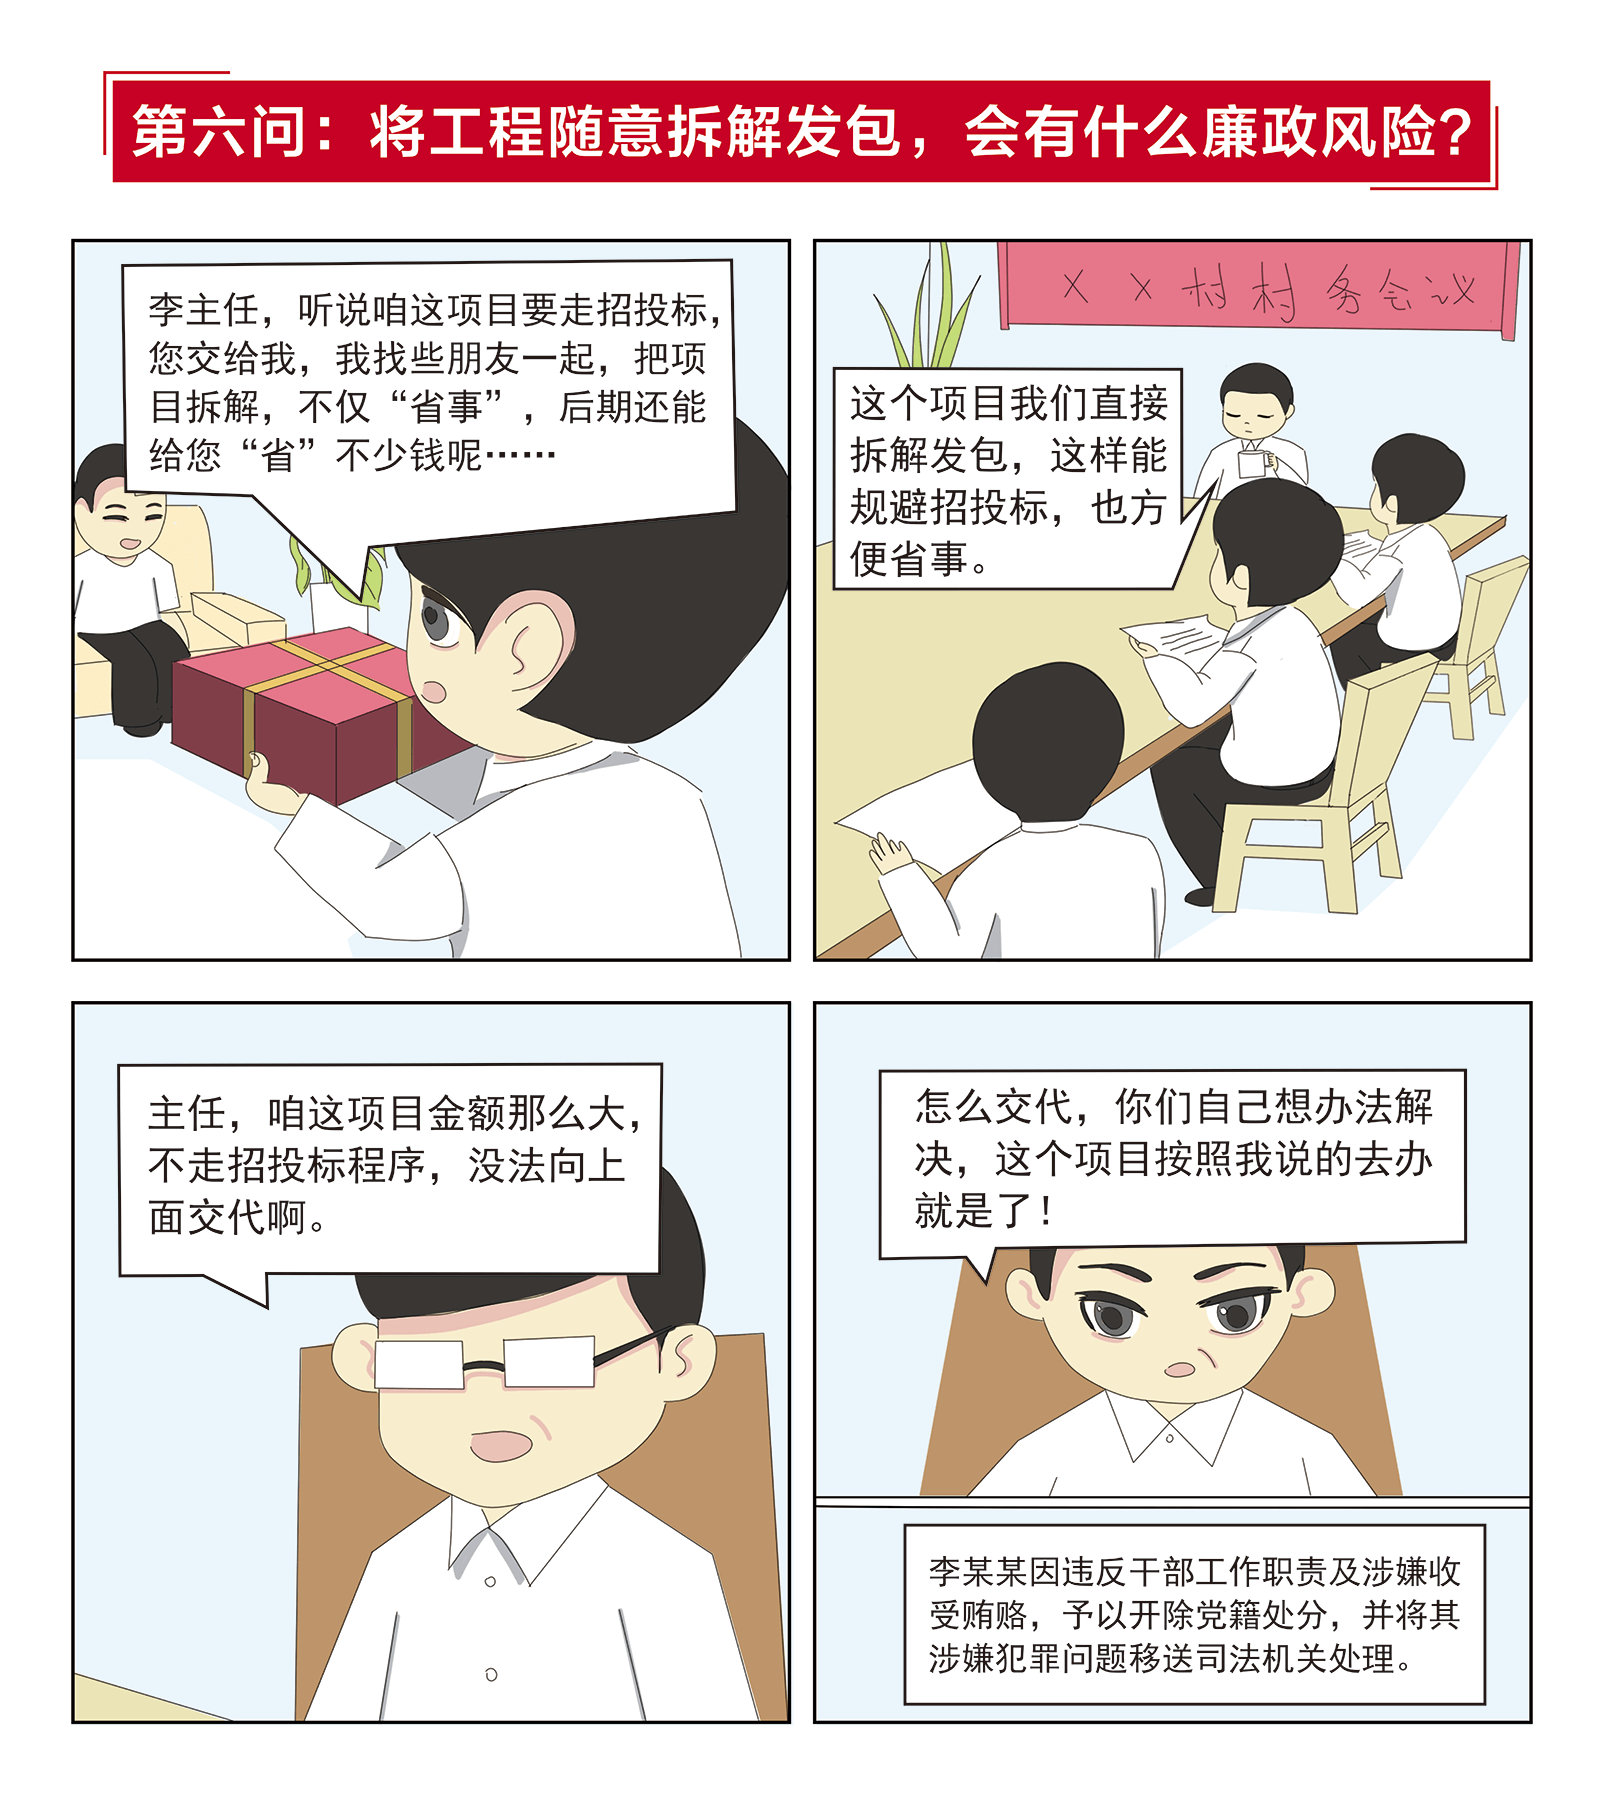 第六问：将工程随意拆解发包，会有什么廉政风险？
李主任，听说咱这项目要走招投标，
您交给我，我找些朋友一起，把项
目拆解，不仅“省事”，后期还能
给您“省”不少钱呢……
XX村村务会议
这个项目我们直接
拆解发包，这样能
规避招投标，也方
便省事。
主任，咱这项目金额那么大，
不走招投标程序，没法向上
面交代啊。
怎么交代，你们自己想办法解
决，这个项目按照我说的去办
就是了！
李某某因违反干部工作职责及涉嫌收
受贿赂，予以开除党籍处分，并将其
涉嫌犯罪问题移送司法机关处理。